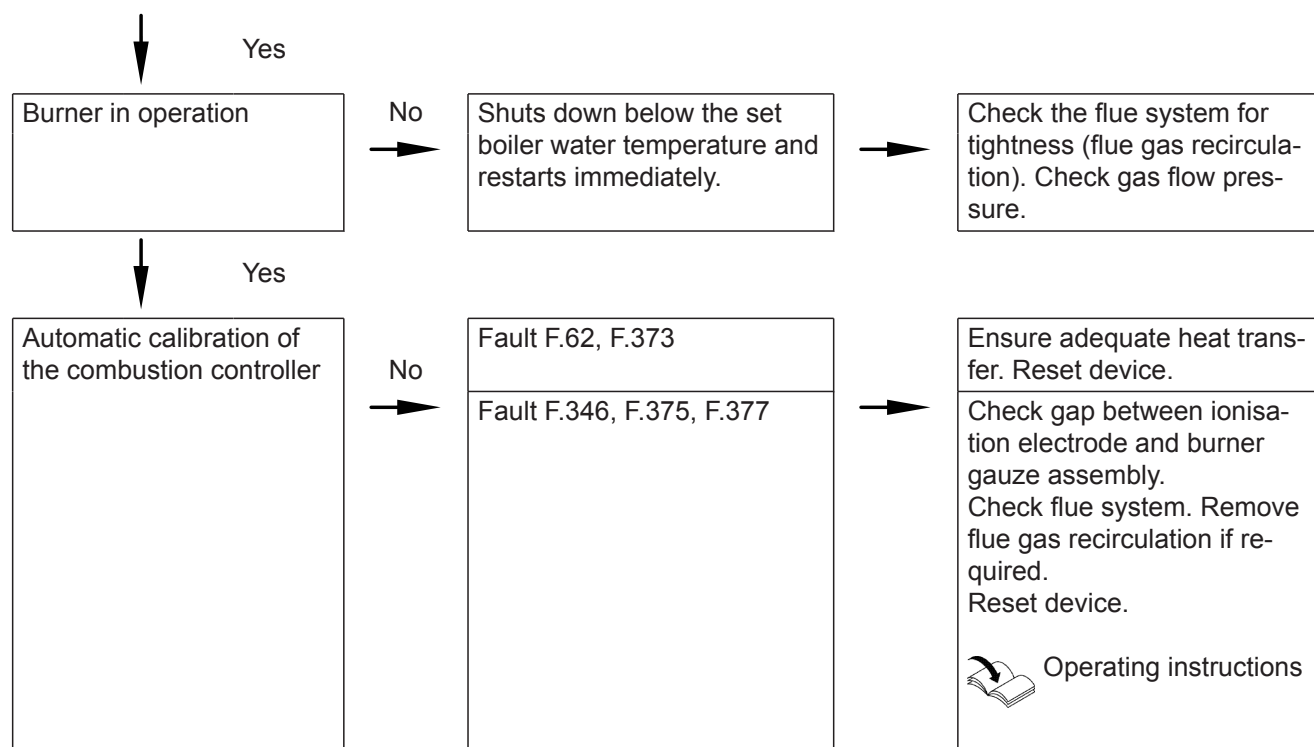 Yes
Burner in operation
No
Shuts down below the set
boiler water temperature and
restarts immediately.
Check the flue system for
tightness (flue gas recircula-
tion). Check gas flow pres-
sure.
Yes
Automatic calibration of
the combustion controller
No
Fault F.62, F.373
Ensure adequate heat trans-
fer. Reset device.
Fault F.346, F.375, F.377
Check gap between ionisa-
tion electrode and burner
gauze assembly.
Check flue system. Remove
flue gas recirculation if re-
quired.
Reset device.
Operating instructions